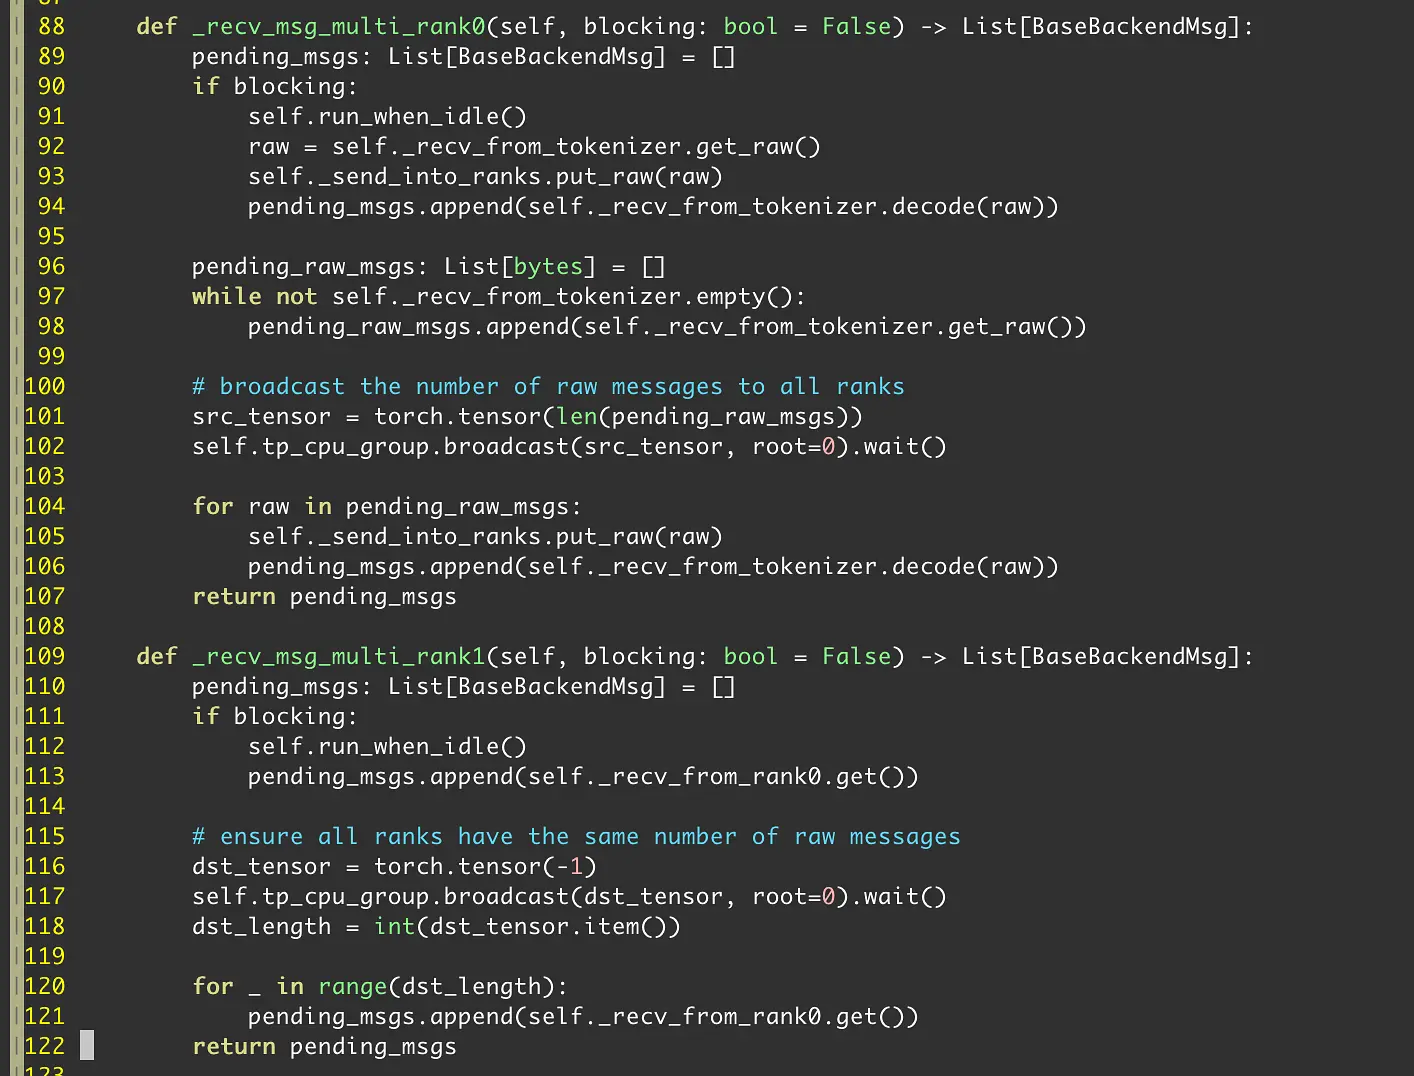 88     def _recv_msg_multi_rank0(self, blocking: bool = False) -> List[BaseBackendMsg]:
89         pending_msgs: List[BaseBackendMsg] = []
90         if blocking:
91             self.run_when_idle()
92             raw = self._recv_from_tokenizer.get_raw()
93             self._send_into_ranks.put_raw(raw)
94             pending_msgs.append(self._recv_from_tokenizer.decode(raw))
95
96         pending_raw_msgs: List[bytes] = []
97         while not self._recv_from_tokenizer.empty():
98             pending_raw_msgs.append(self._recv_from_tokenizer.get_raw())
99
100         # broadcast the number of raw messages to all ranks
101         src_tensor = torch.tensor(len(pending_raw_msgs))
102         self.tp_cpu_group.broadcast(src_tensor, root=0).wait()
103
104         for raw in pending_raw_msgs:
105             self._send_into_ranks.put_raw(raw)
106             pending_msgs.append(self._recv_from_tokenizer.decode(raw))
107         return pending_msgs
108
109     def _recv_msg_multi_rank1(self, blocking: bool = False) -> List[BaseBackendMsg]:
110         pending_msgs: List[BaseBackendMsg] = []
111         if blocking:
112             self.run_when_idle()
113             pending_msgs.append(self._recv_from_rank0.get())
114
115         # ensure all ranks have the same number of raw messages
116         dst_tensor = torch.tensor(-1)
117         self.tp_cpu_group.broadcast(dst_tensor, root=0).wait()
118         dst_length = int(dst_tensor.item())
119
120         for _ in range(dst_length):
121             pending_msgs.append(self._recv_from_rank0.get())
122         return pending_msgs